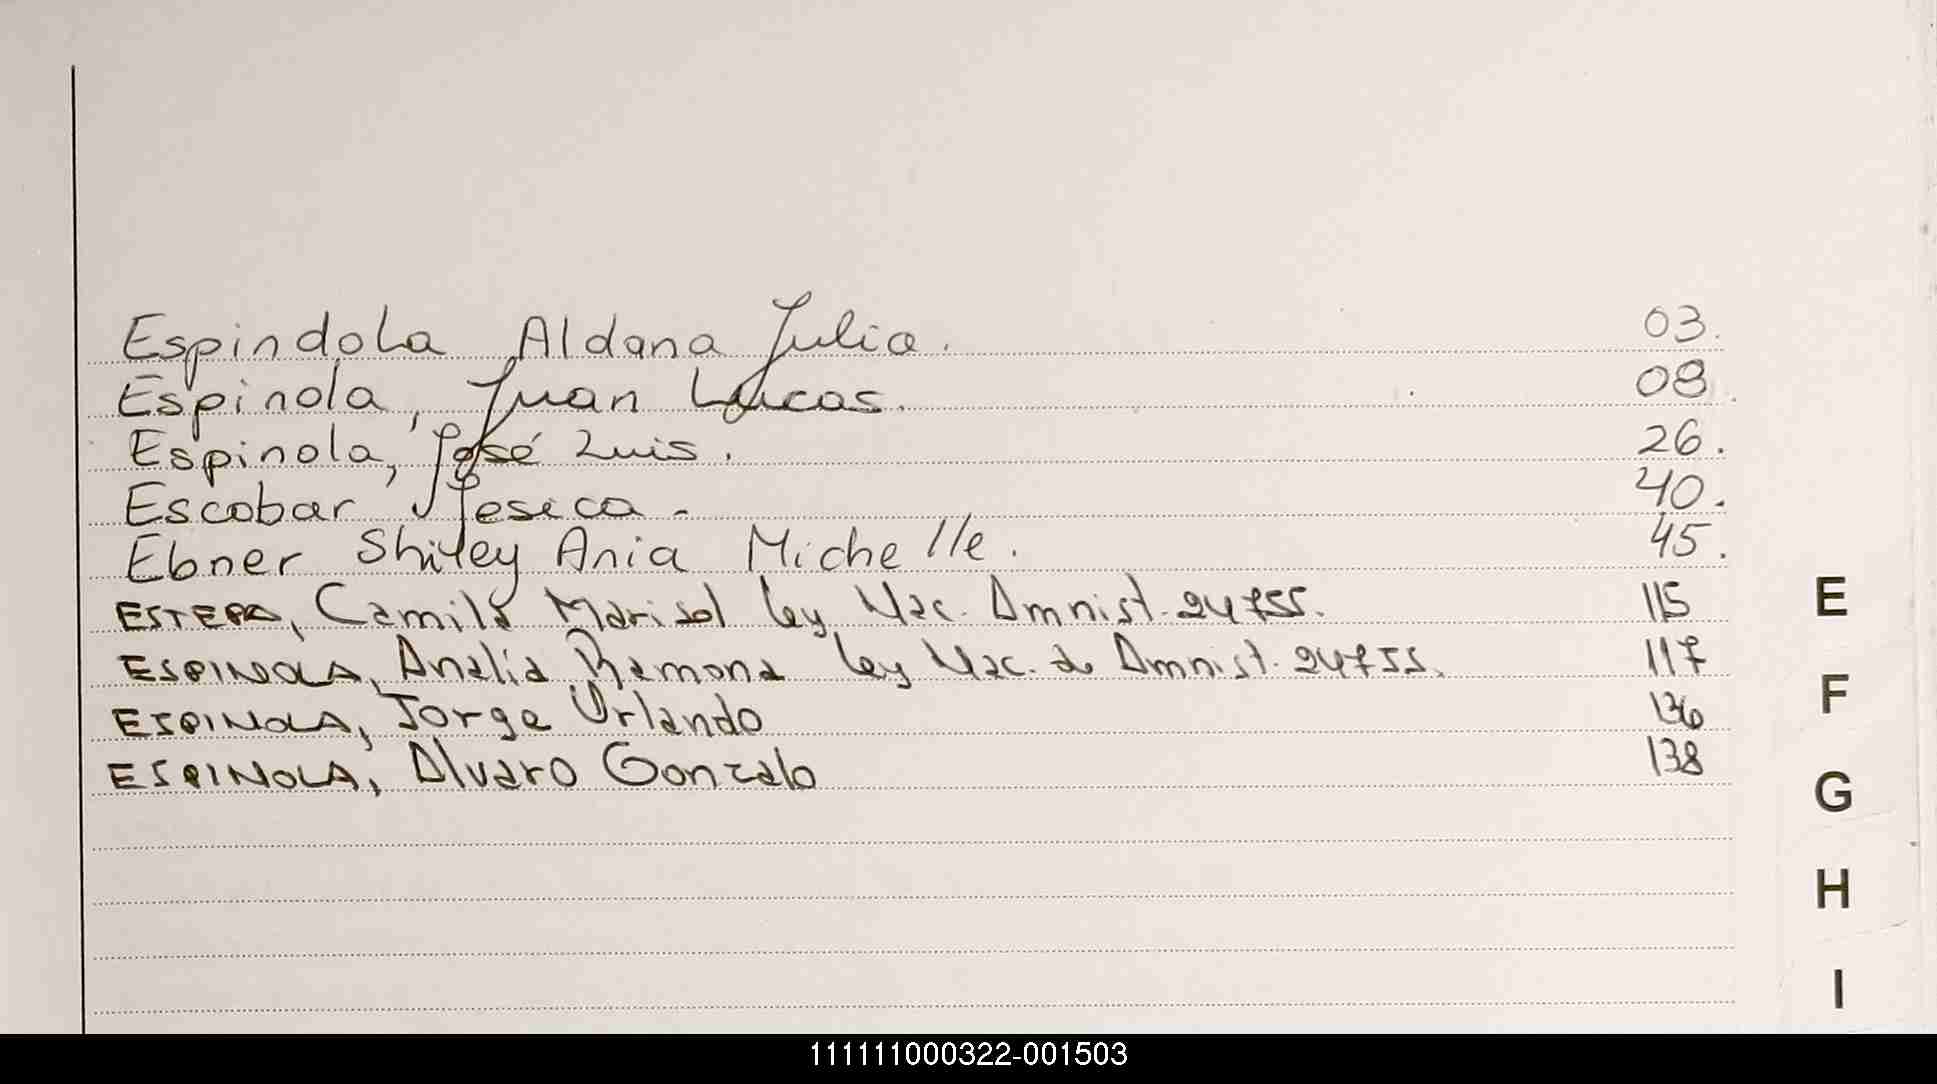 Espindola Aldana Julia. 03.
Espinola, Juan Lucas. 08.
Espinola, José Luis. 26.
Escobar Jesica. 40.
Ebner Shirley Ania Michelle. 45.
ESTEPA, Camila Marisol Ley Nac. Amnist. 24755. 115
ESPINOLA, Analía Ramona Ley Nac. de Amnist. 24755. 117
ESPINOLA, Jorge Orlando 136
ESPINOLA, Alvaro Gonzalo 138
E
F
G
H
I
111111000322-001503